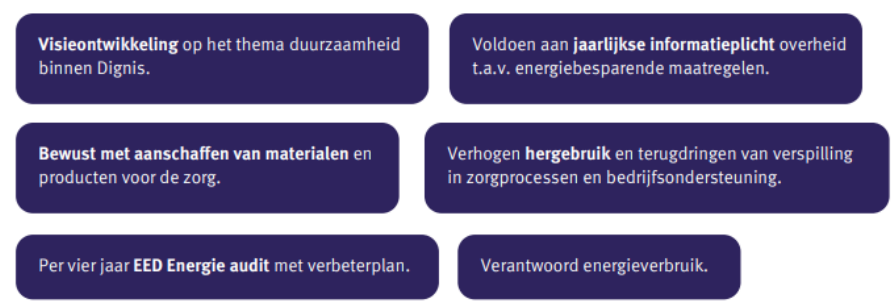 Visieontwikkeling op het thema duurzaamheid
binnen Dignis.
Voldoen aan jaarlijkse informatieplicht overheid
t.a.v. energiebesparende maatregelen.
Bewust met aanschaffen van materialen en
producten voor de zorg.
Verhogen hergebruik en terugdringen van verspilling
in zorgprocessen en bedrijfsondersteuning.
Per vier jaar EED Energie audit met verbeterplan.
Verantwoord energieverbruik.